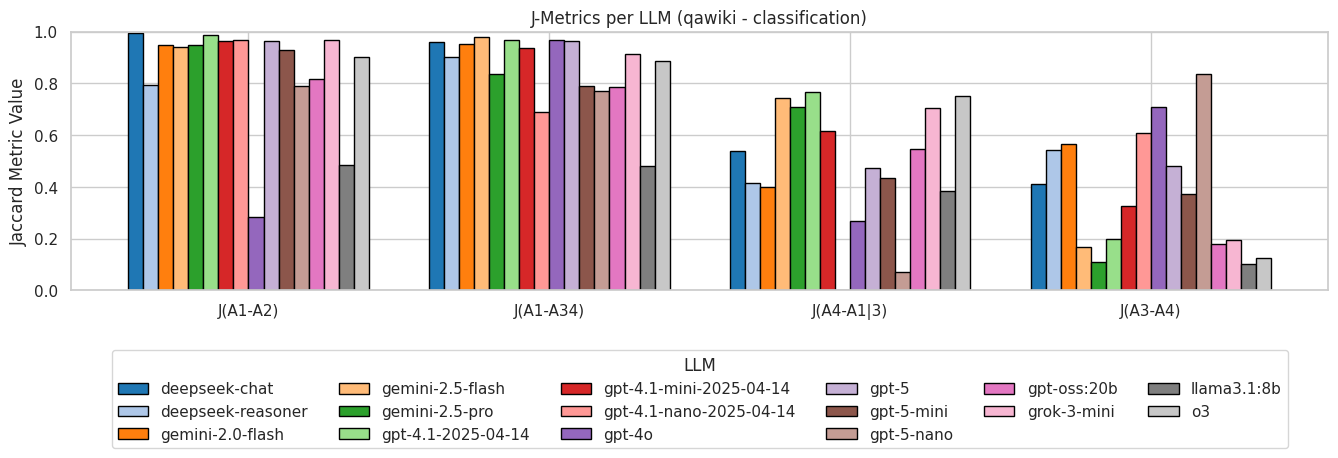 J-Metrics per LLM (qawiki - classification)
Jaccard Metric Value
1.0
0.8
0.6
0.4
0.2
0.0
J(A1-A2) J(A1-A34) J(A4-A1|3) J(A3-A4)
LLM
deepseek-chat gemini-2.5-flash gpt-4.1-mini-2025-04-14 gpt-5 gpt-oss:20b llama3.1:8b
deepseek-reasoner gemini-2.5-pro gpt-4.1-nano-2025-04-14 gpt-5-mini grok-3-mini o3
gemini-2.0-flash gpt-4.1-2025-04-14 gpt-4o gpt-5-nano